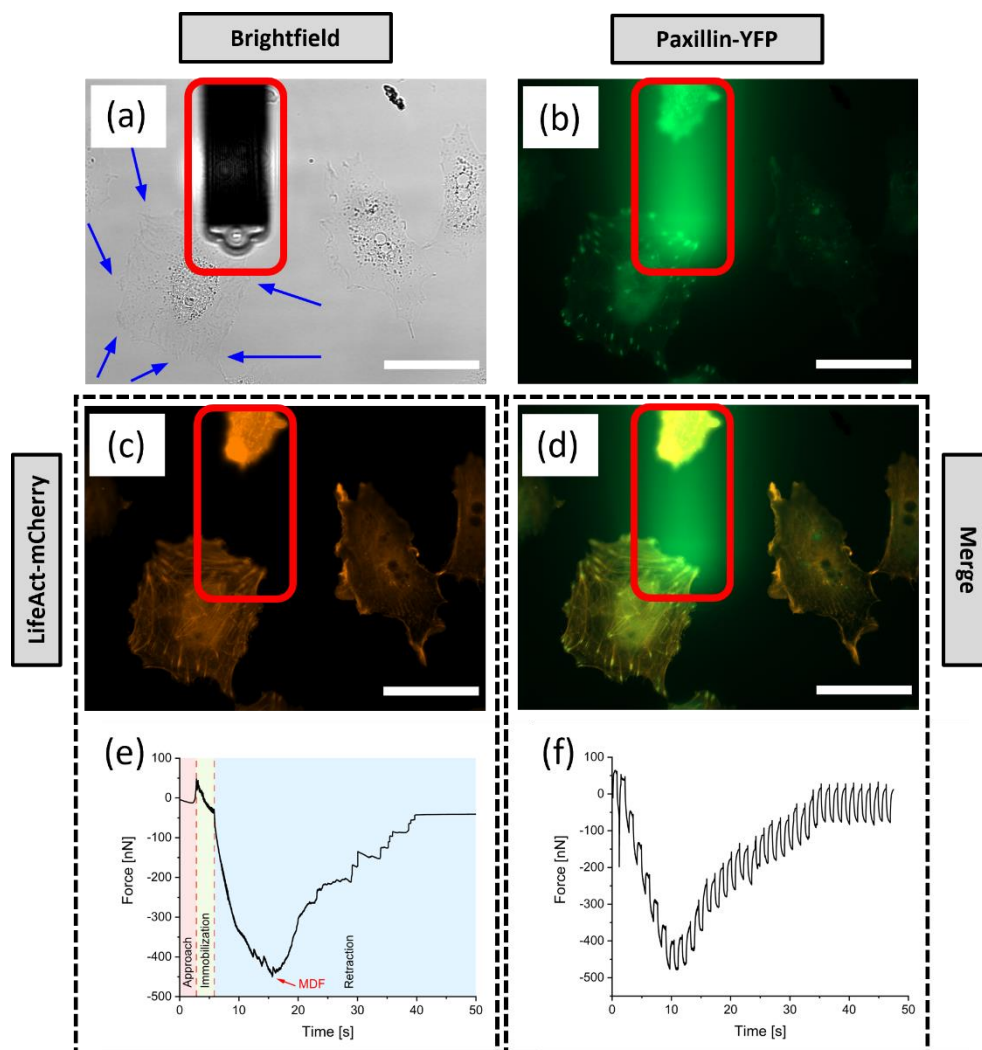 Brightfield
Paxillin-YFP
(a)
(b)
LifeAct-mCherry
(c)
(d)
Merge
(e)
100
0
-100
-200
-300
-400
-500
Force [nN]
Approach
Immobilization
MDF
Retraction
0
10
20
30
40
50
Time [s]
(f)
100
0
-100
-200
-300
-400
-500
Force [nN]
0
10
20
30
40
50
Time [s]